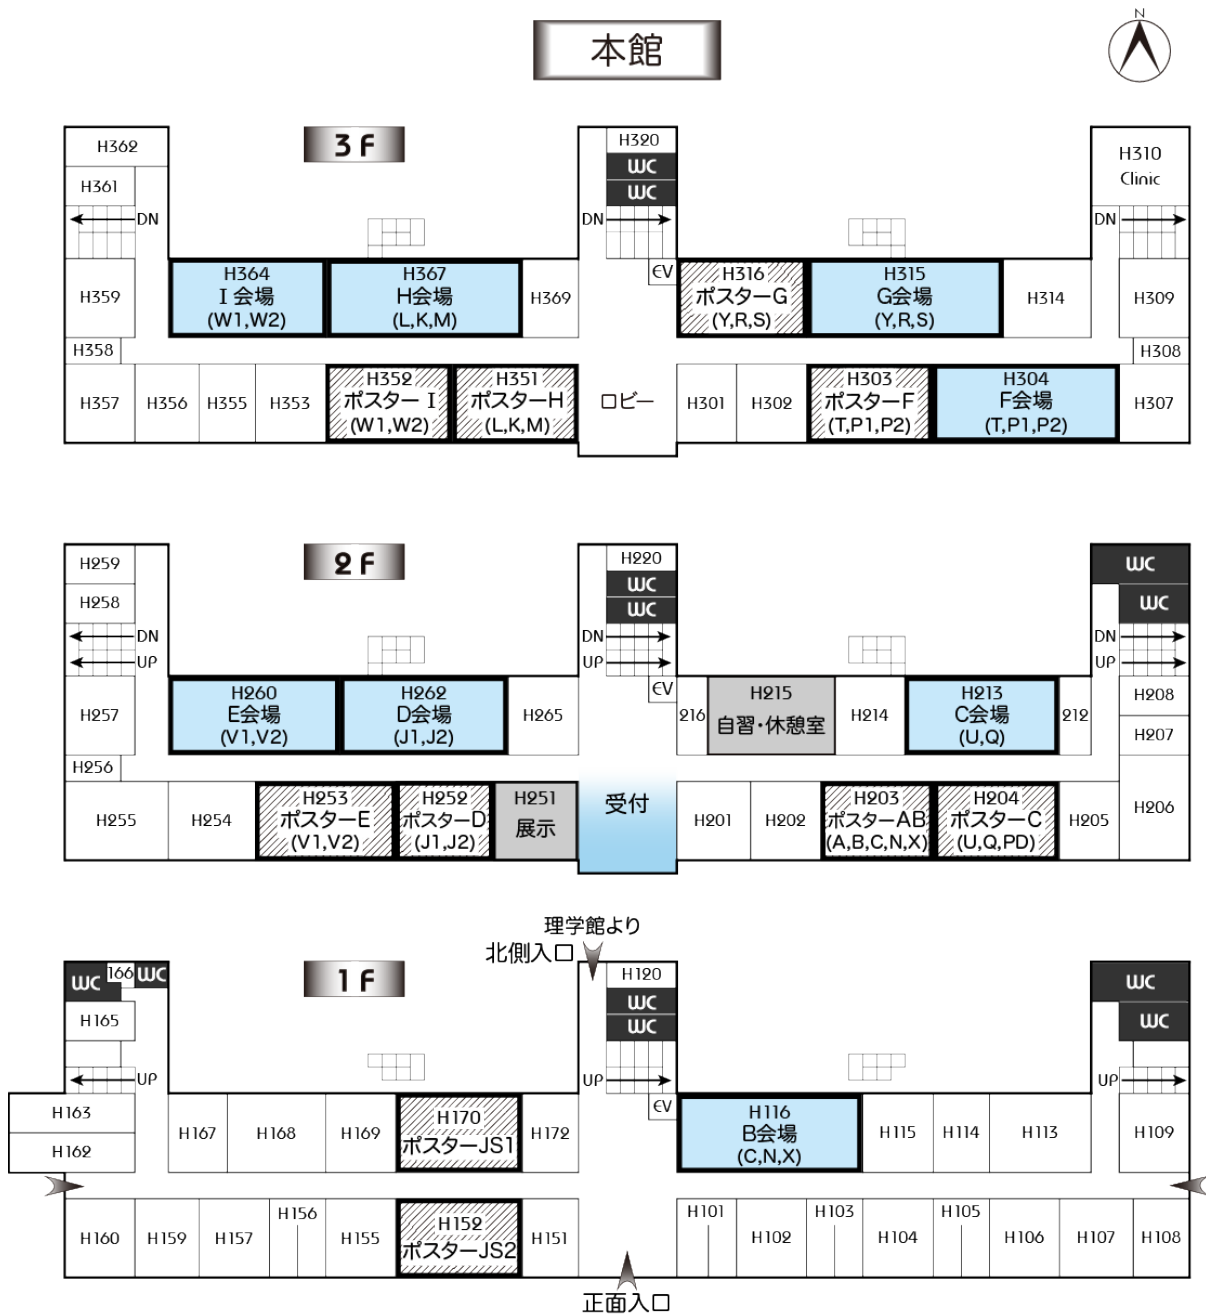 本館
N
3F
H362
H361
DN
H359
H358
H357
H356
H355
H353
H364
I 会場
(W1,W2)
H367
H会場
(L,K,M)
H369
H352
ポスター I
(W1,W2)
H351
ポスターH
(L,K,M)
H320
WC
WC
DN
EV
ロビー
H316
ポスターG
(Y,R,S)
H315
G会場
(Y,R,S)
H314
H310
Clinic
DN
H309
H308
H301
H302
H303
ポスターF
(T,P1,P2)
H304
F会場
(T,P1,P2)
H307
2F
H259
H258
DN
UP
H257
H256
H255
H254
H260
E会場
(V1,V2)
H262
D会場
(J1,J2)
H265
H253
ポスターE
(V1,V2)
H252
ポスターD
(J1,J2)
H251
展示
H220
WC
WC
DN
UP
EV
受付
216
H215
自習・休憩室
H214
H213
C会場
(U,Q)
212
WC
WC
DN
UP
H208
H207
H206
H201
H202
H203
ポスターAB
(A,B,C,N,X)
H204
ポスターC
(U,Q,PD)
H205
理学館より
北側入口
1F
WC
166
WC
H165
UP
H163
H162
H167
H168
H169
H170
ポスターJS1
H172
H160
H159
H157
H156
H155
H152
ポスターJS2
H151
H120
WC
WC
UP
EV
H116
B会場
(C,N,X)
H115
H114
H113
WC
WC
UP
H109
H101
H102
H103
H104
H105
H106
H107
H108
正面入口